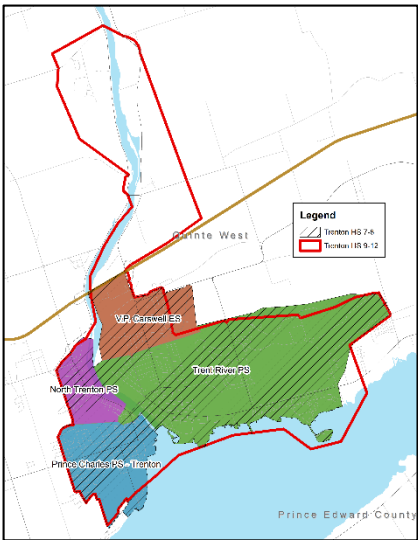 Quinte West
Legend
Trenton HS 7-8
Trenton HS 9-12
V.P. Carswell ES
Trent River PS
North Trenton PS
Prince Charles PS - Trenton
Prince Edward County